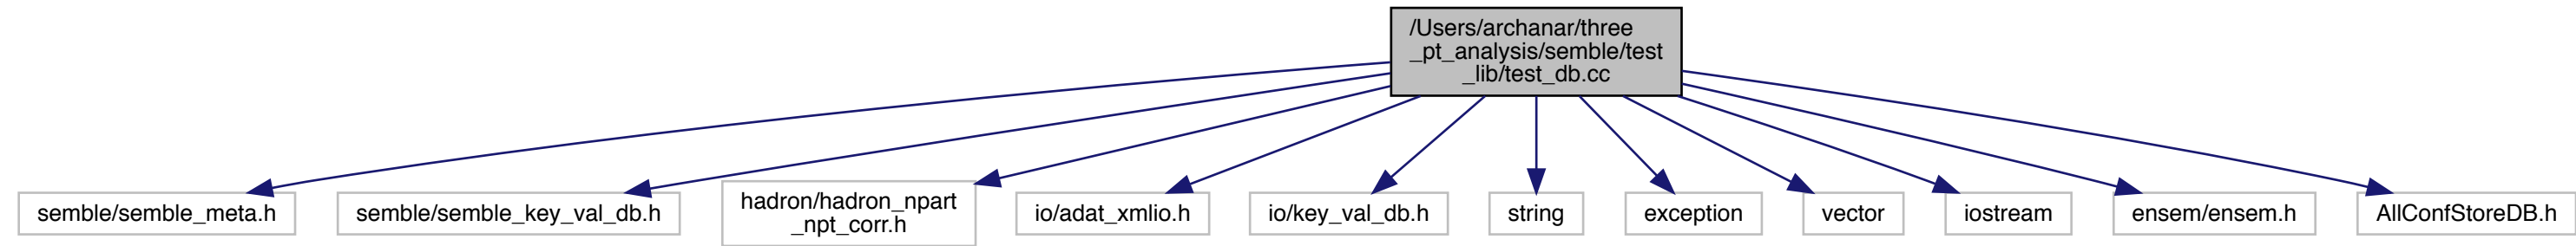 /Users/archanar/three
_pt_analysis/semble/test
_lib/test_db.cc
semble/semble_meta.h
semble/semble_key_val_db.h
hadron/hadron_npart
_npt_corr.h
io/adat_xmlio.h
io/key_val_db.h
string
exception
vector
iostream
ensem/ensem.h
AllConfStoreDB.h